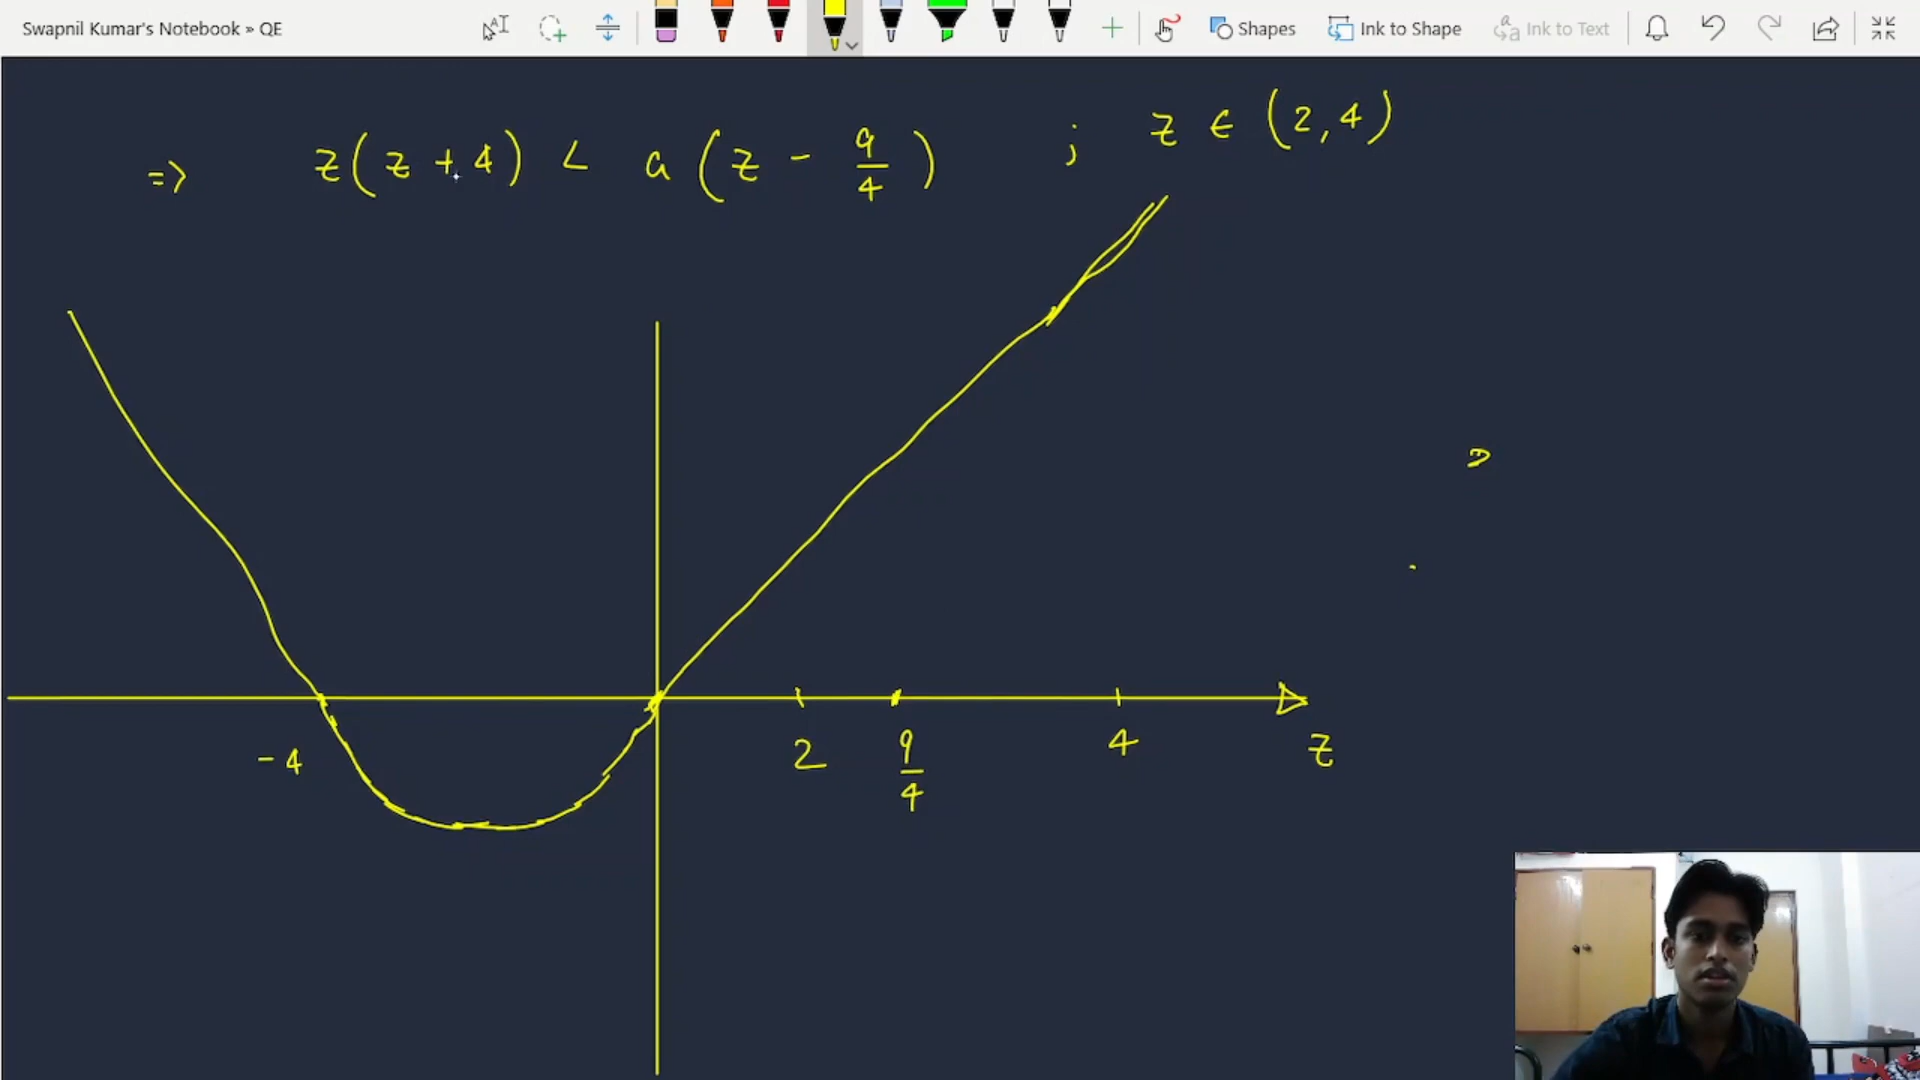 Swapnil Kumar's Notebook » QE
Shapes
Ink to Shape
Ink to Text
=> z(z+4) < a(z - 9/4) ; z ∈ (2,4)
-4
2
9/4
4
z